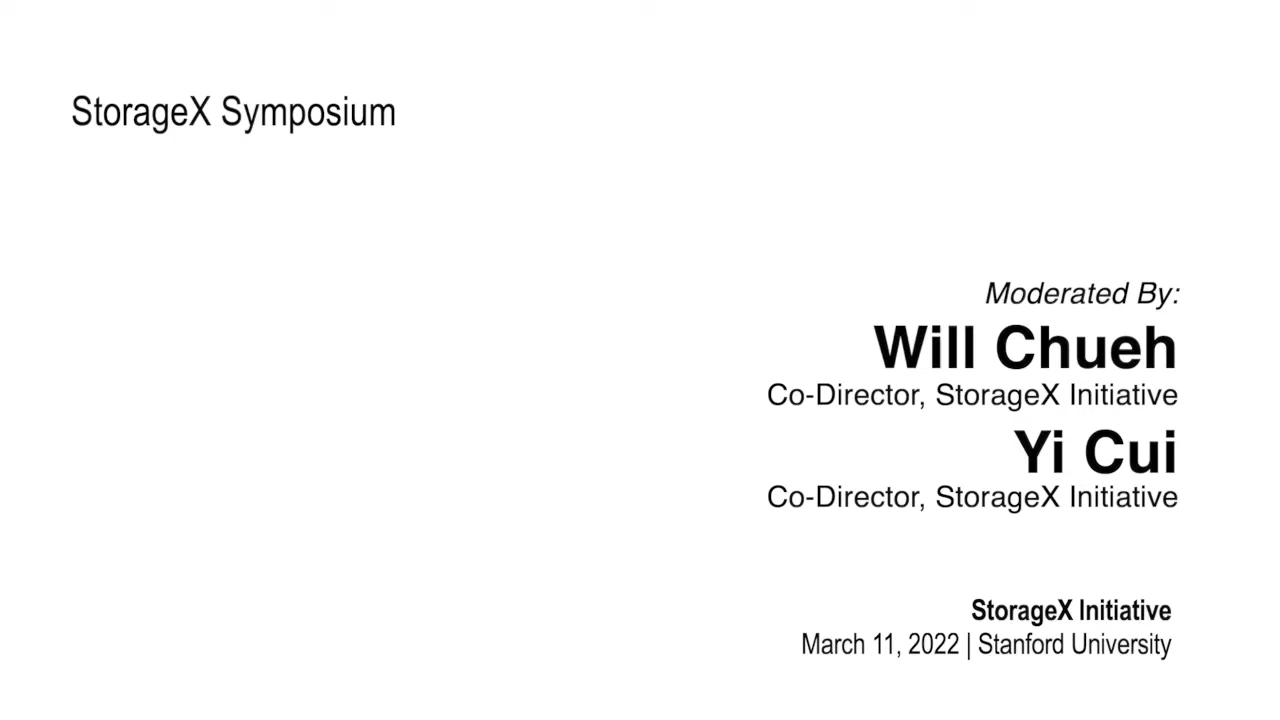 StorageX Symposium
Moderated By:
Will Chueh
Co-Director, StorageX Initiative
Yi Cui
Co-Director, StorageX Initiative
StorageX Initiative
March 11, 2022 | Stanford University